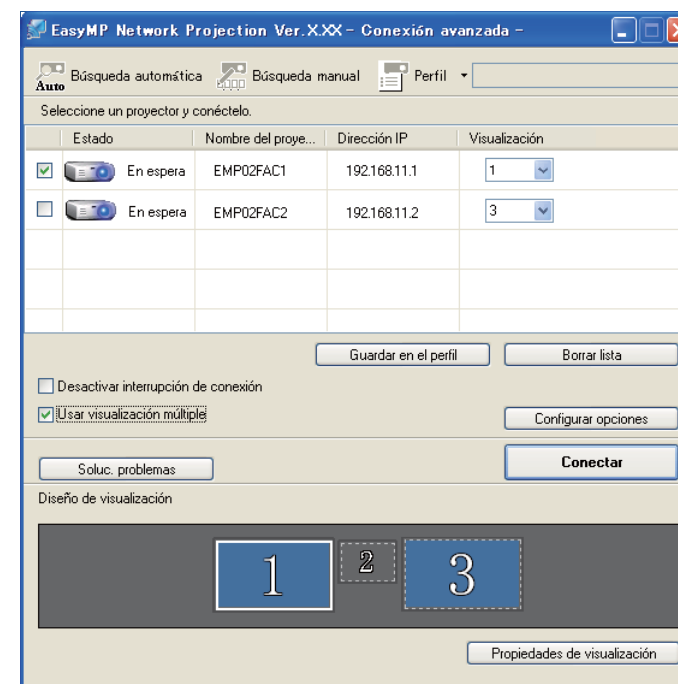 EasyMP Network Projection Ver.X.XX - Conexión avanzada -
Auto Búsqueda automática Búsqueda manual Perfil
Seleccione un proyector y conéctelo.
Estado Nombre del proye... Dirección IP Visualización
En espera EMP02FAC1 192.168.11.1 1
En espera EMP02FAC2 192.168.11.2 3
Guardar en el perfil Borrar lista
Desactivar interrupción de conexión
Usar visualización múltiple
Configurar opciones
Soluc. problemas Conectar
Diseño de visualización
1 2 3
Propiedades de visualización